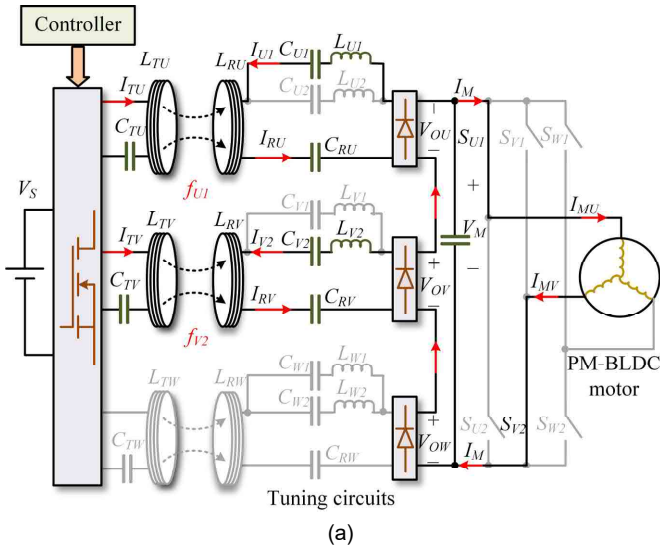 Controller
L_TU L_RU I_U1 C_U1 L_U1
C_U2 L_U2
I_TU I_M
C_TU I_RU C_RU V_OU S_U1 S_V1 S_W1
f_U1
V_S
L_TV L_RV C_V1 L_V1
I_TV I_V2 C_V2 L_V2 + V_M − I_MU
C_TV I_RV C_RV + V_OV − I_MV
f_V2
PM-BLDC
motor
L_TW L_RW C_W1 L_W1
C_W2 L_W2
C_TW C_RW + V_OW − S_U2 S_V2 S_W2
I_M
Tuning circuits
(a)